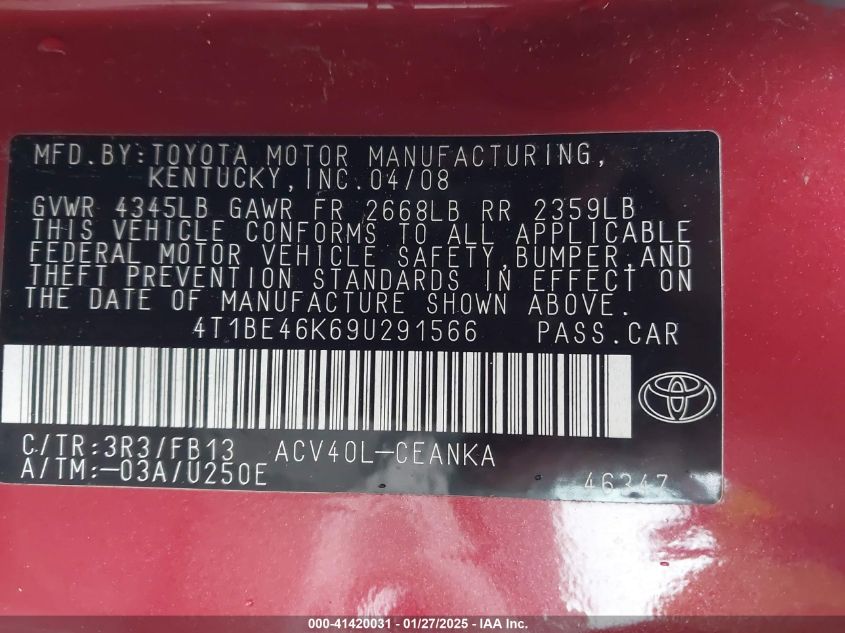 MFD.BY:TOYOTA MOTOR MANUFACTURING,
KENTUCKY,INC.04/08
GVWR 4345LB GAWR FR 2668LB RR 2359LB
THIS VEHICLE CONFORMS TO ALL APPLICABLE
FEDERAL MOTOR VEHICLE SAFETY,BUMPER,AND
THEFT PREVENTION STANDARDS IN EFFECT ON
THE DATE OF MANUFACTURE SHOWN ABOVE.
4T1BE46K69U291566 PASS.CAR
C/TR:3R3/FB13 ACV40L-CEANKA
A/TM:-03A/U250E 46347
000-41420031 - 01/27/2025 - IAA Inc.